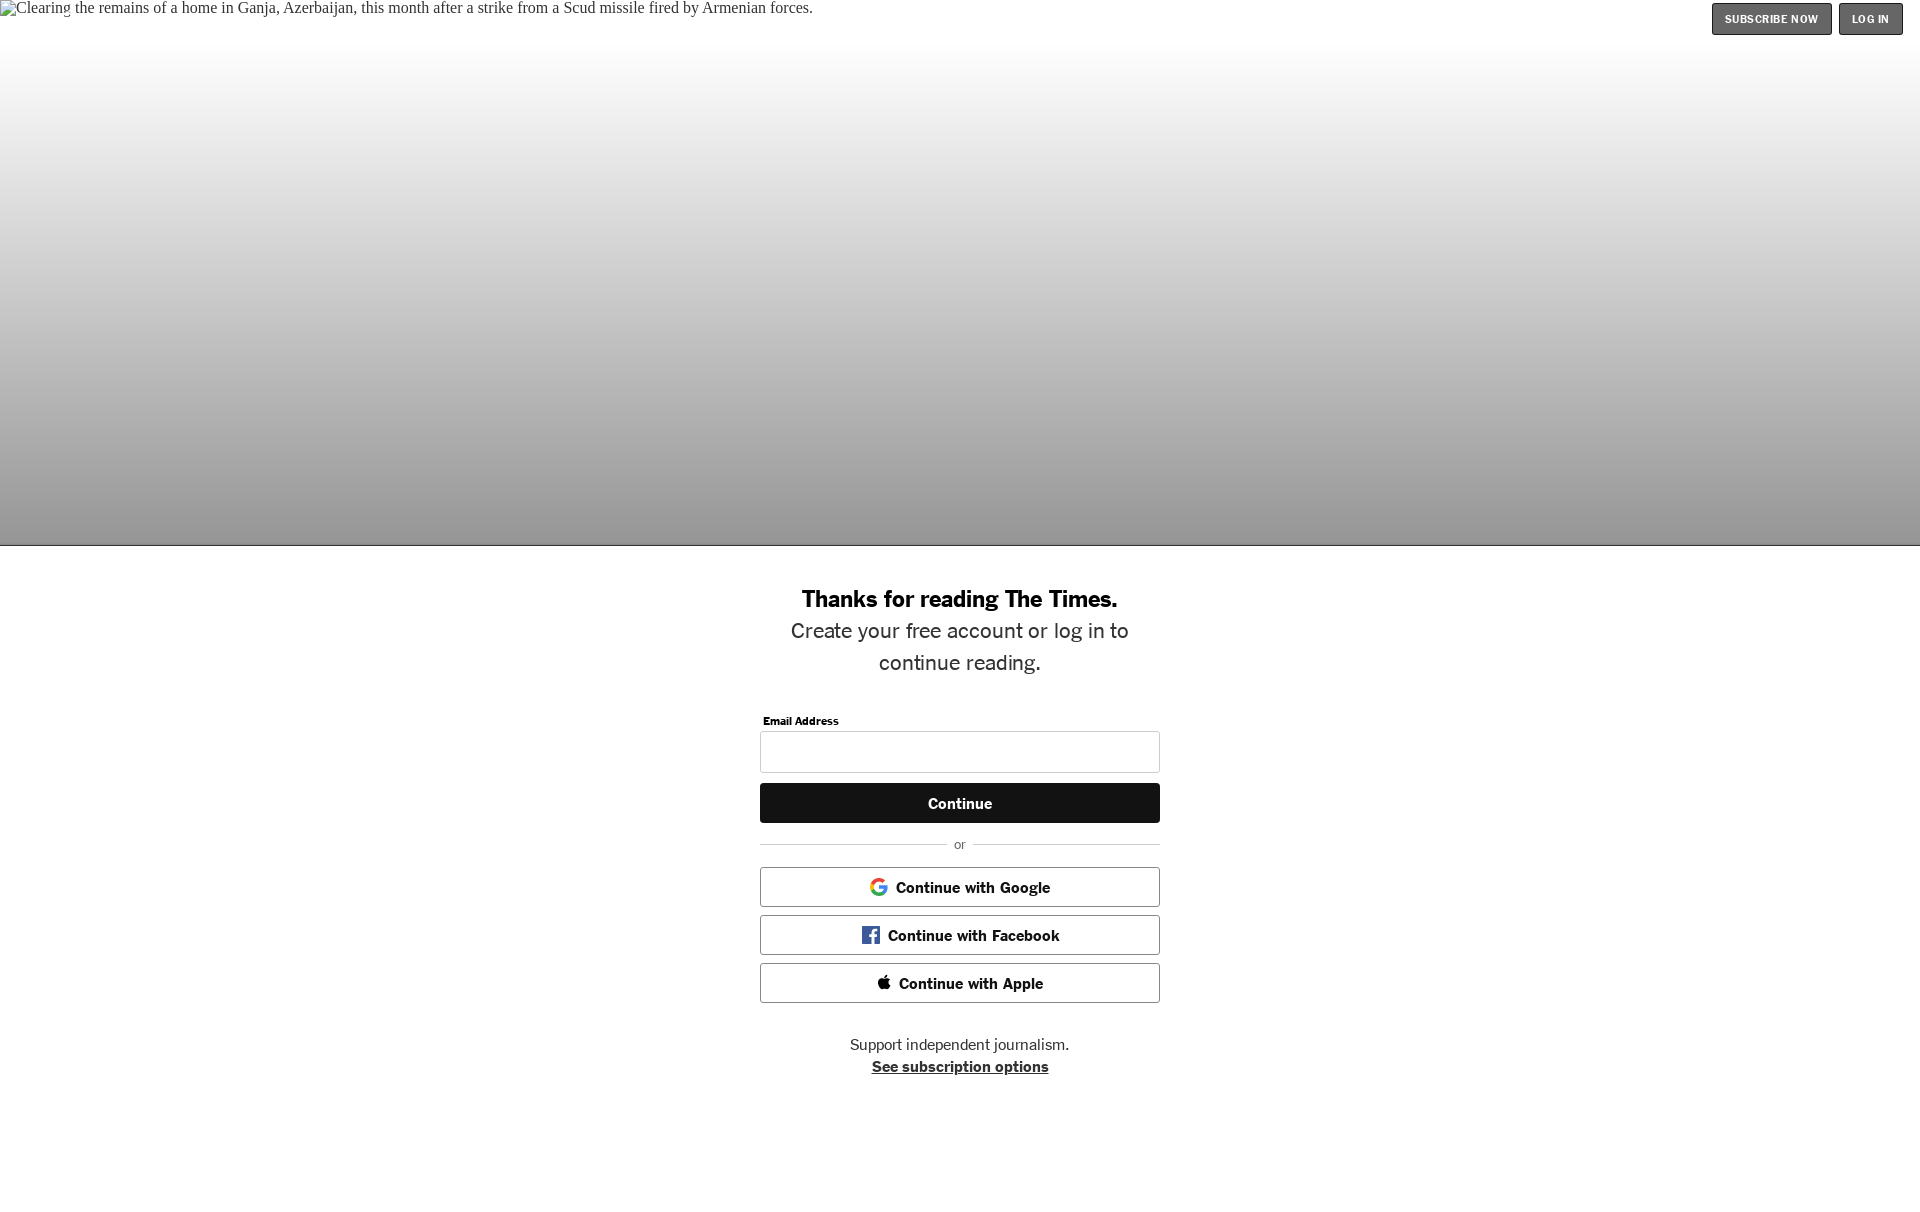 Clearing the remains of a home in Ganja, Azerbaijan, this month after a strike from a Scud missile fired by Armenian forces.
SUBSCRIBE NOW
LOG IN
Thanks for reading The Times.
Create your free account or log in to
continue reading.
Email Address
Continue
or
Continue with Google
Continue with Facebook
Continue with Apple
Support independent journalism.
See subscription options